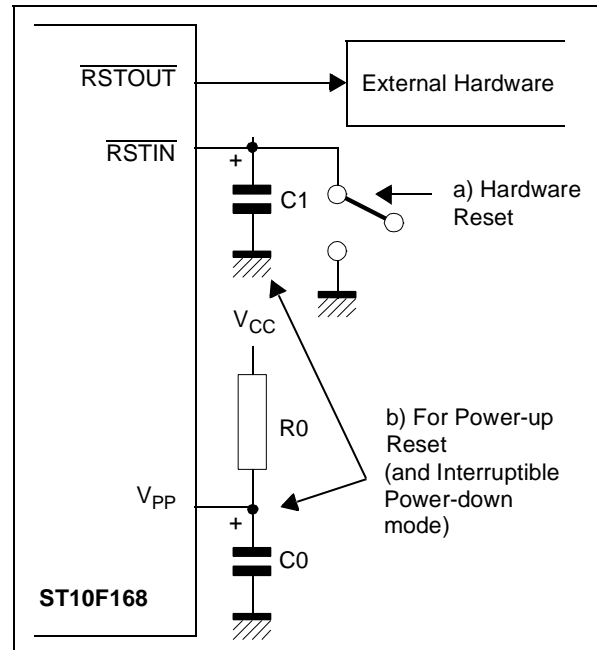 RSTOUT
External Hardware
RSTIN
+
C1
a) Hardware
Reset
VCC
R0
b) For Power-up
Reset
(and Interruptible
Power-down
mode)
VPP
+
C0
ST10F168